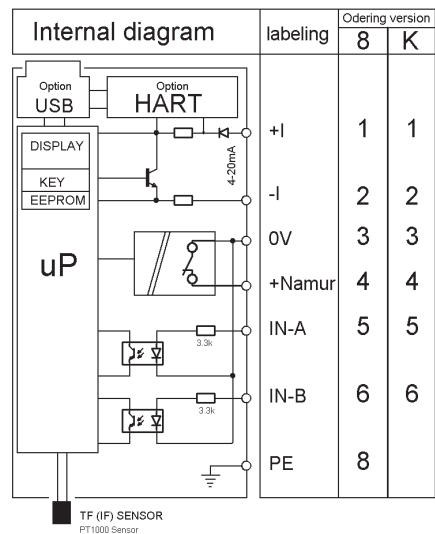 Internal diagram
labeling
Odering version
8 K
Option
USB
Option
HART
DISPLAY
KEY
EEPROM
uP
4-20mA
+I 1 1
-I 2 2
0V 3 3
+Namur 4 4
IN-A 5 5
3.3k
IN-B 6 6
3.3k
PE 8
TF (IF) SENSOR
PT1000 Sensor